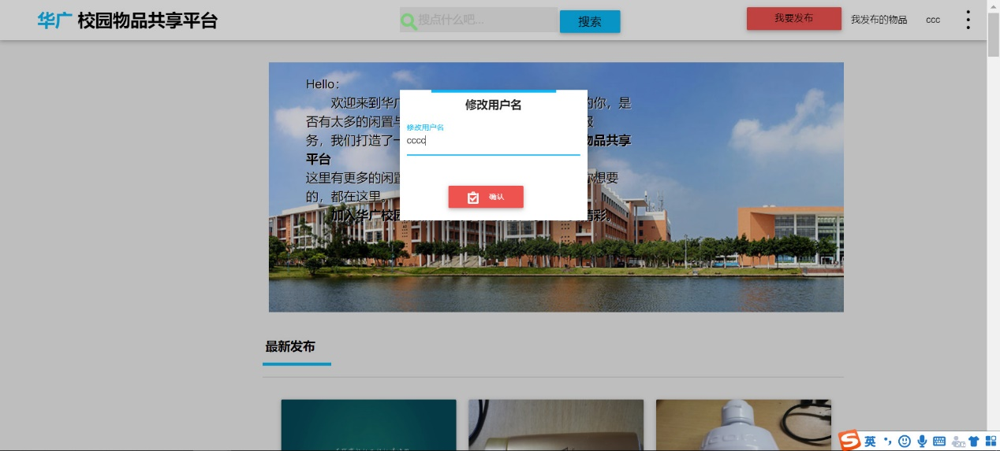 华广 校园物品共享平台
搜点什么吧...
搜索
我要发布
我发布的物品
ccc
Hello：
欢迎来到华广
的你，是
否有太多的闲置与
服
务，我们打造了一
物品共享
平台
这里有更多的闲置
你想要
的，都在这里。
加入华广校园
精彩。
修改用户名
修改用户名
cccc
确认
最新发布
英